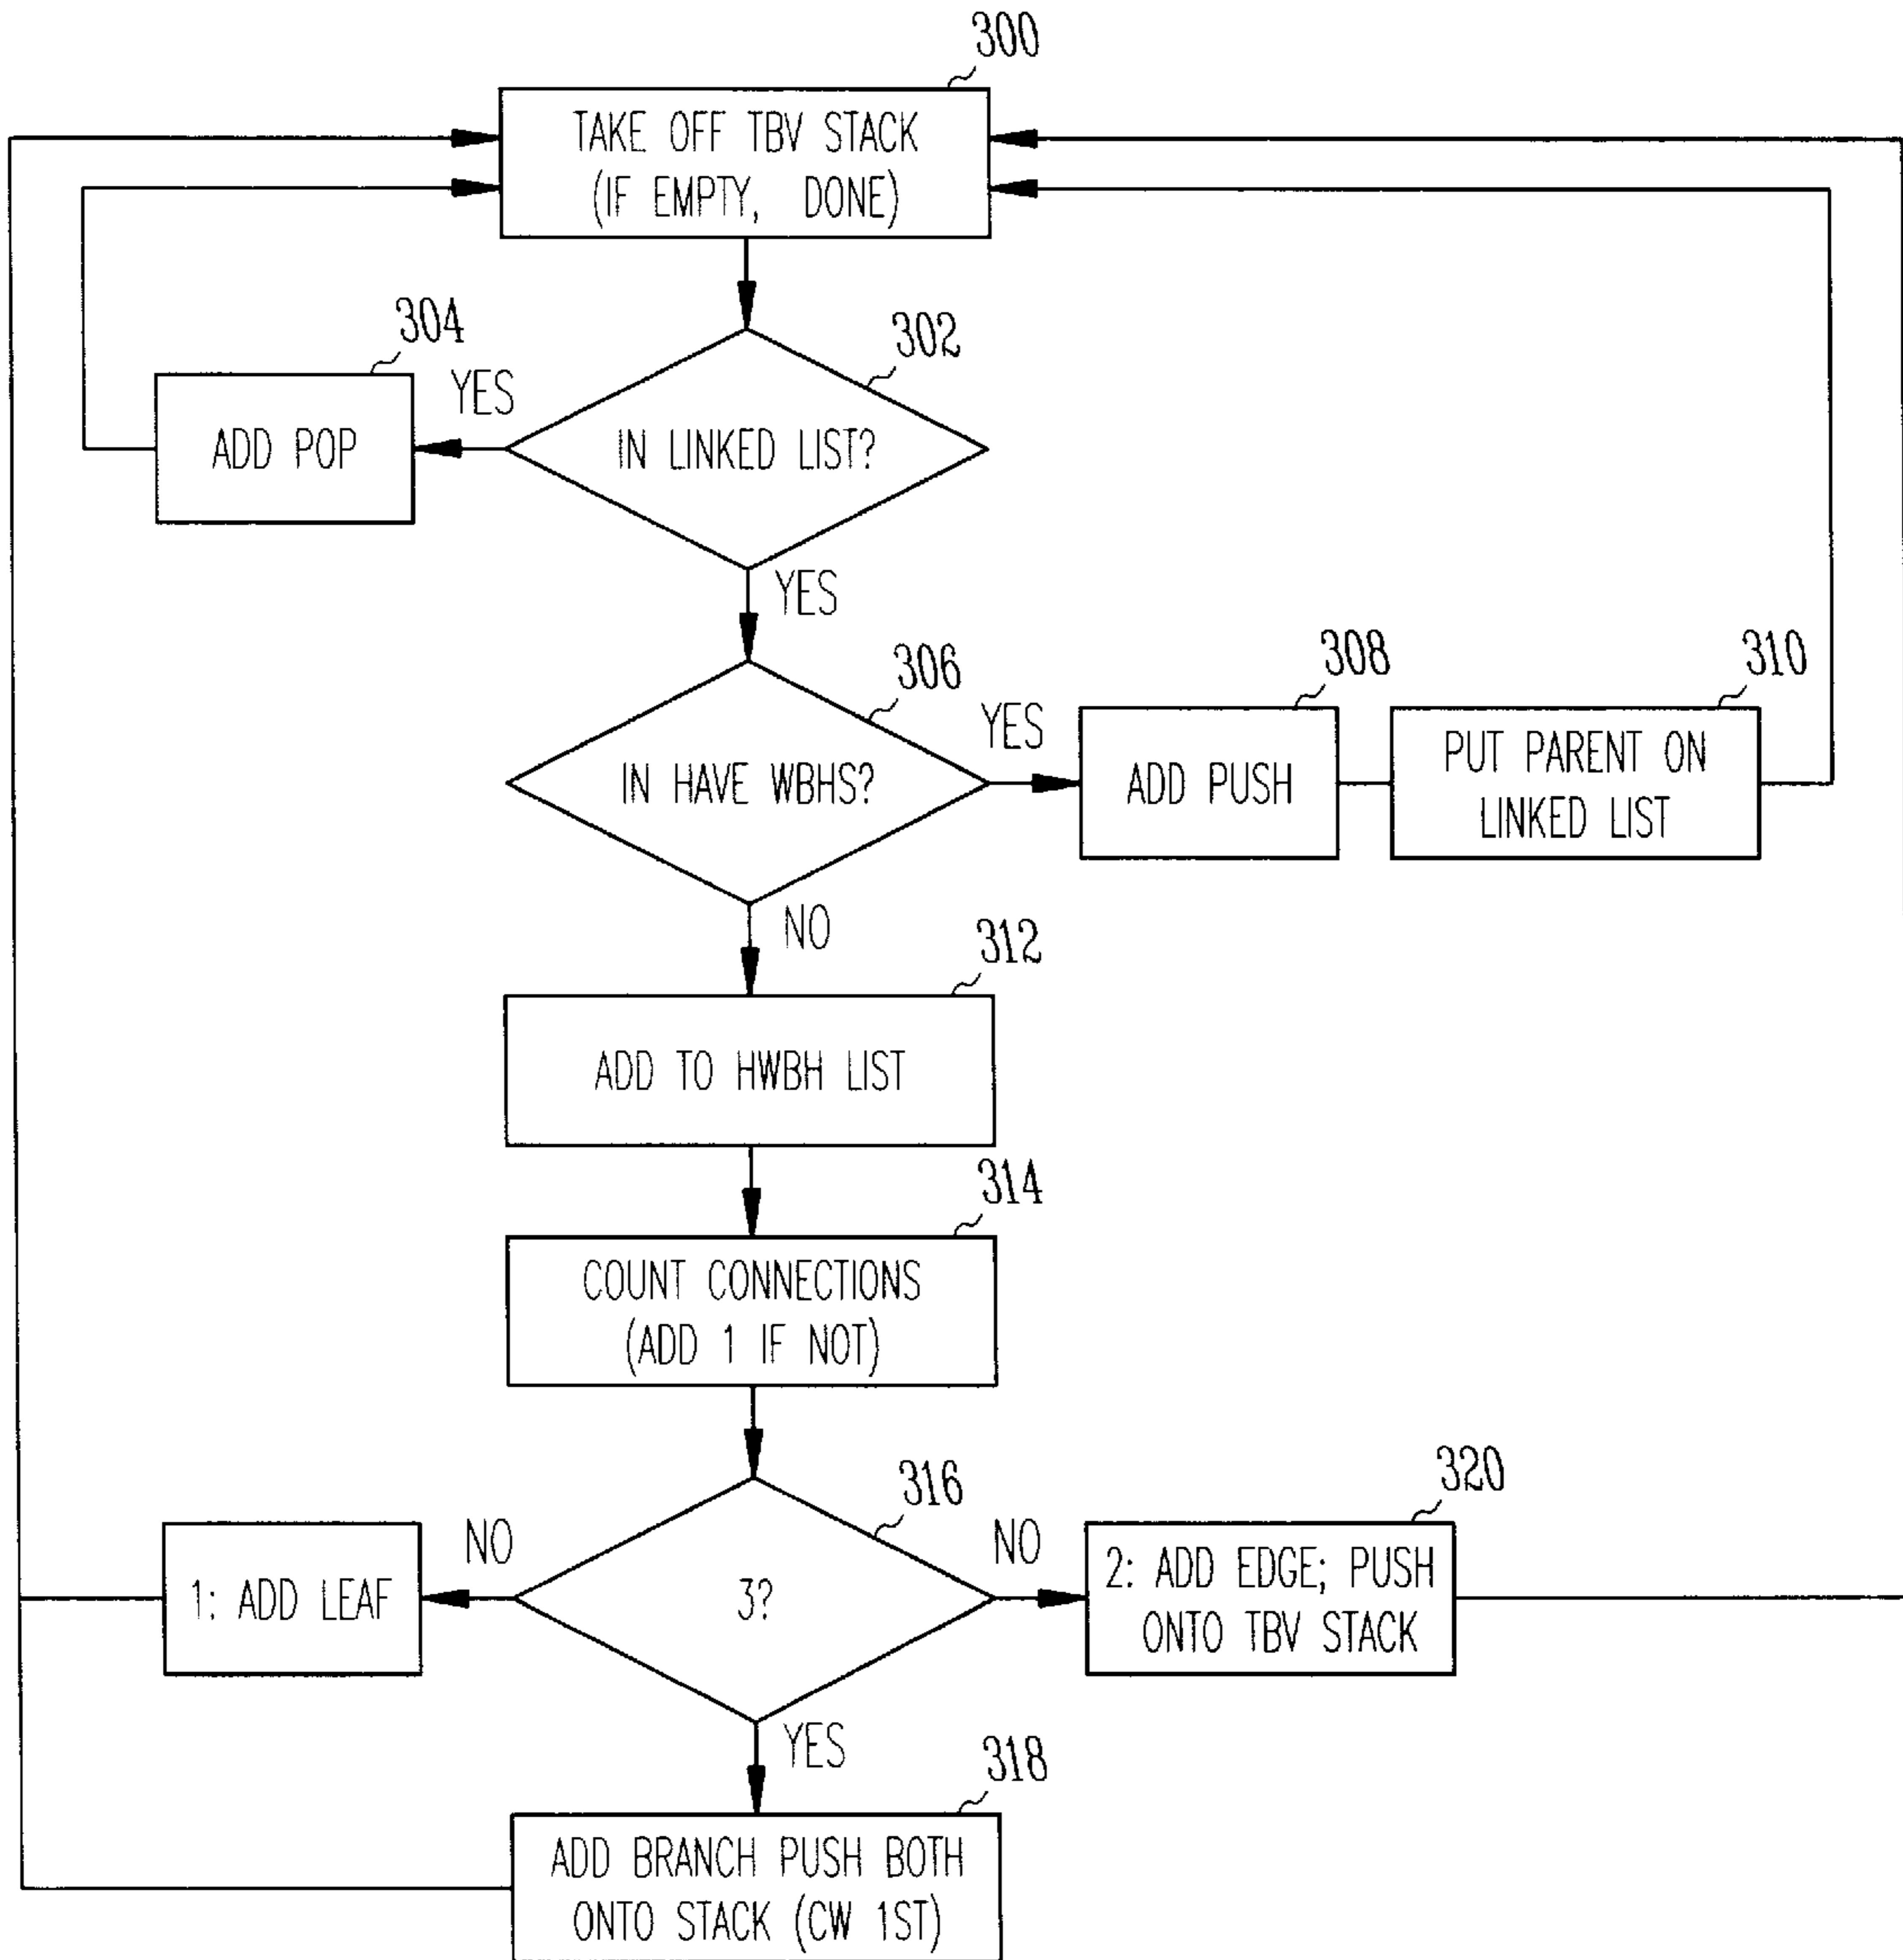 300
TAKE OFF TBV STACK
(IF EMPTY, DONE)
304
302
YES
ADD POP
IN LINKED LIST?
YES
306
308
310
YES
IN HAVE WBHS?
ADD PUSH
PUT PARENT ON
LINKED LIST
NO
312
ADD TO HWBH LIST
314
COUNT CONNECTIONS
(ADD 1 IF NOT)
316
320
NO
NO
1: ADD LEAF
3?
2: ADD EDGE; PUSH
ONTO TBV STACK
YES
318
ADD BRANCH PUSH BOTH
ONTO STACK (CW 1ST)